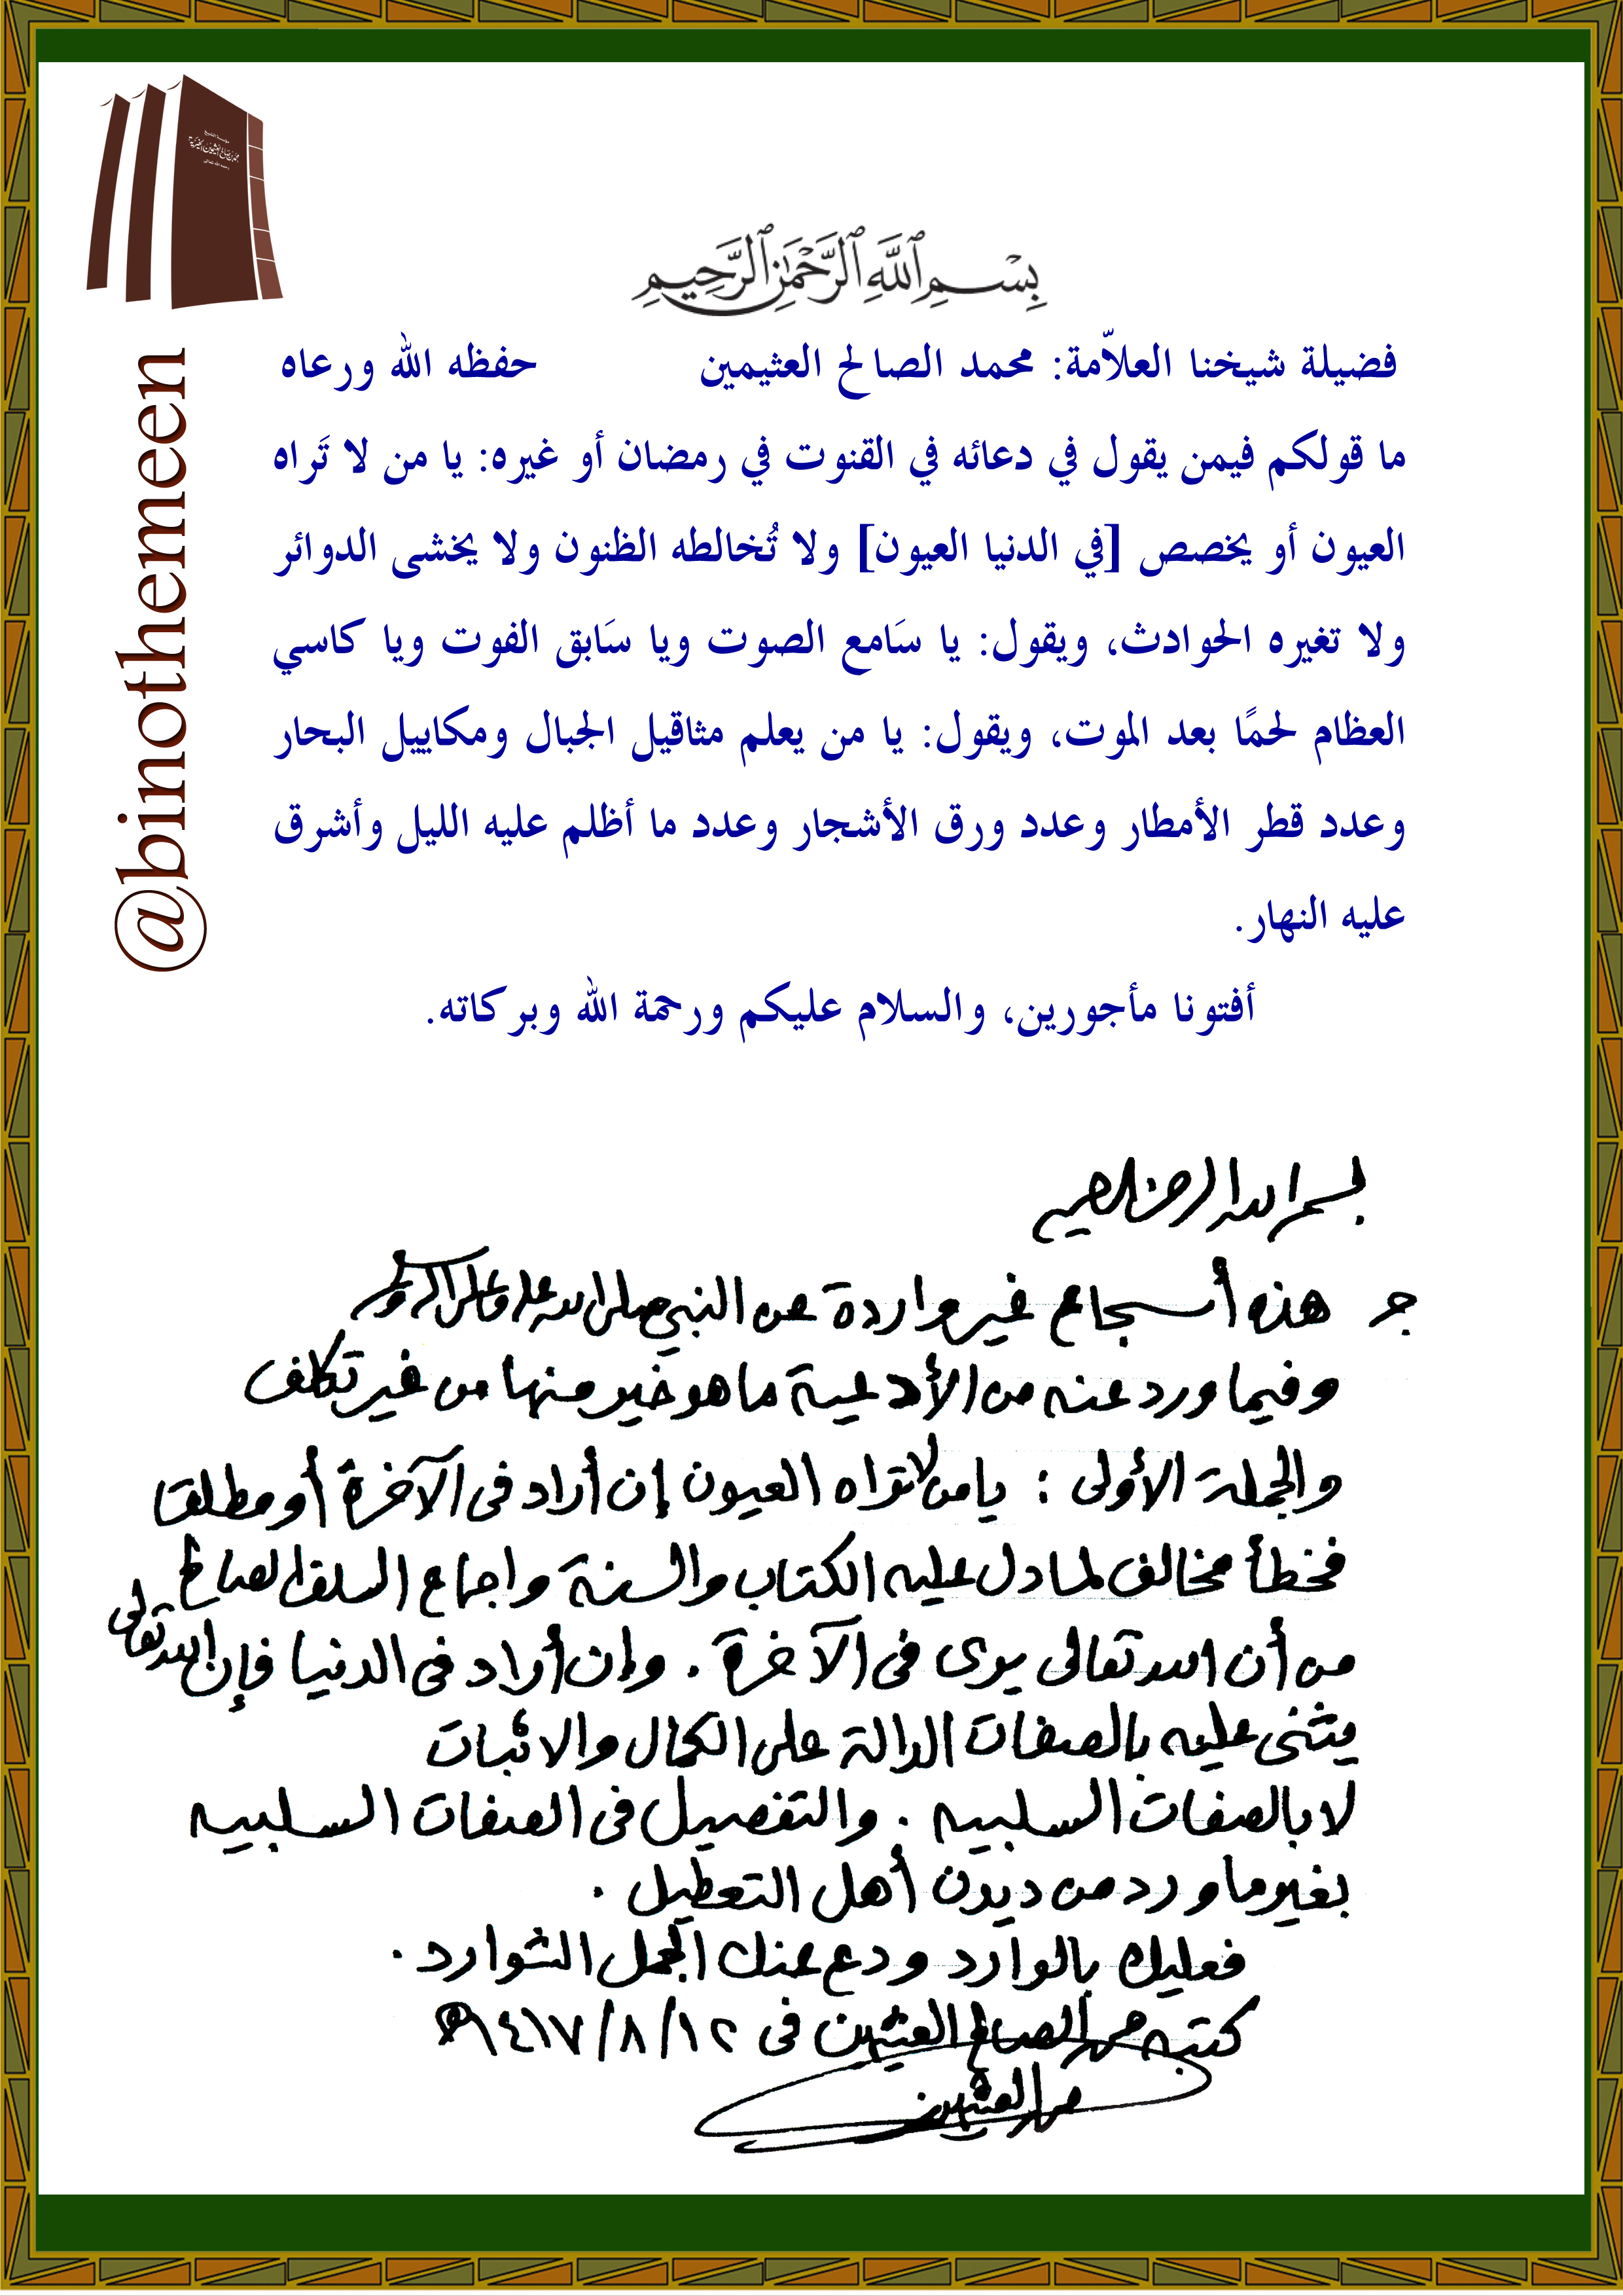 بِسْمِ ٱللَّهِ ٱلرَّحْمَٰنِ ٱلرَّحِيمِ
فضيلة شيخنا العلاّمة: محمد الصالح العثيمين حفظه الله ورعاه
ما قولكم فيمن يقول في دعائه في القنوت في رمضان أو غيره: يا من لا تَراه
العيون أو يخصص [في الدنيا العيون] ولا تُخالطه الظنون ولا يخشى الدوائر
ولا تغيره الحوادث، ويقول: يا سَامع الصوت ويا سَابق الفوت ويا كاسي
العظام لحمًا بعد الموت، ويقول: يا من يعلم مثاقيل الجبال ومكاييل البحار
وعدد قطر الأمطار وعدد ورق الأشجار وعدد ما أظلم عليه الليل وأشرق
عليه النهار.
أفتونا مأجورين، والسلام عليكم ورحمة الله وبركاته.
@binothemeen
بسم الله الرحمن الرحيم
جـ هذه أسجاع غير واردة عن النبي صلى الله عليه وعلى آله وسلم
وفيما ورد عنه من الأدعية ما هو خير منها من غير تكلف
والجملة الأولى : يا من لا تراه العيون إن أراد في الآخرة أو مطلقا
فخطأ مخالف لما دل عليه الكتاب والسنة واجماع السلف الصالح
من أن الله تعالى يرى في الآخرة . وإن أراد في الدنيا فإن الله تعالى
يثنى عليه بالصفات الدالة على الكمال والاثبات
لا بالصفات السلبيه . والتفصيل في الصفات السلبيه
بغير ما ورد من ديدن أهل التعطيل .
فعليك بالوارد ودع عنك الجمل الشوارد .
كتبه محمد الصالح العثيمين في ١٢/٨/١٤١٧هـ
محمد العثيمين